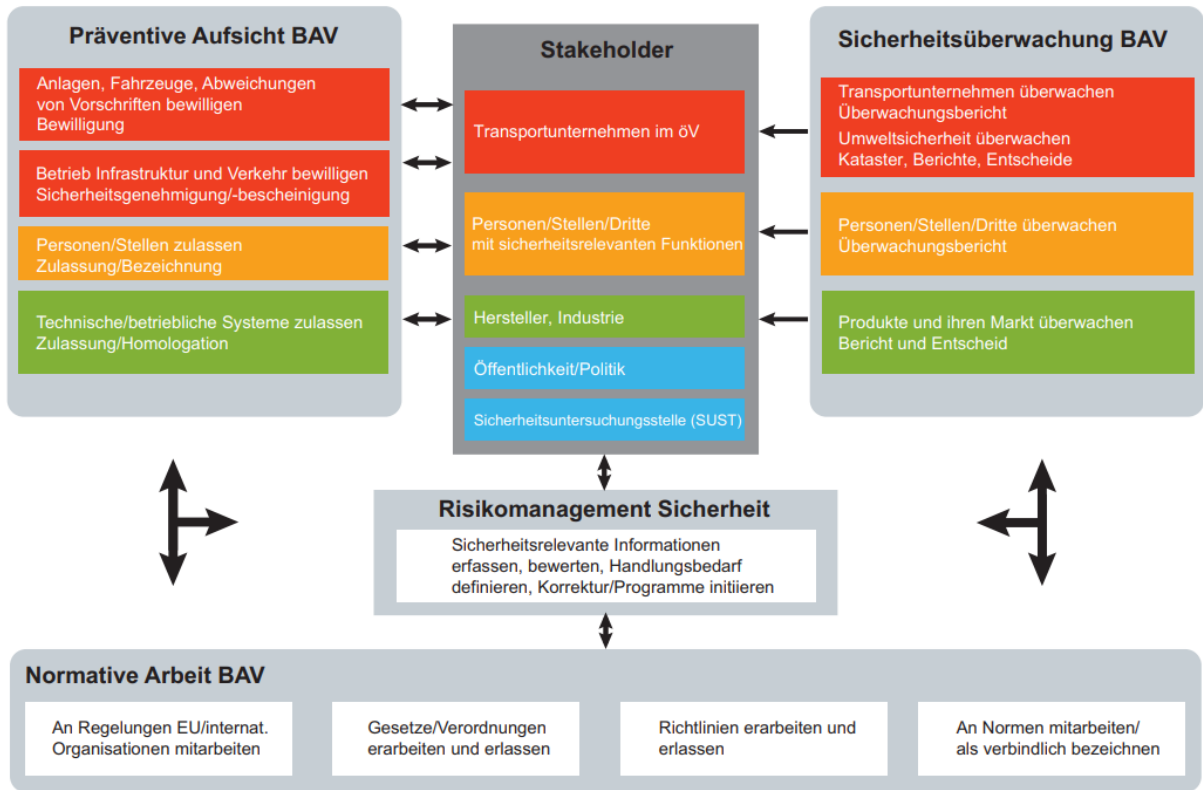 Präventive Aufsicht BAV
Anlagen, Fahrzeuge, Abweichungen
von Vorschriften bewilligen
Bewilligung
Betrieb Infrastruktur und Verkehr bewilligen
Sicherheitsgenehmigung/-bescheinigung
Personen/Stellen zulassen
Zulassung/Bezeichnung
Technische/betriebliche Systeme zulassen
Zulassung/Homologation
Stakeholder
Transportunternehmen im öV
Personen/Stellen/Dritte
mit sicherheitsrelevanten Funktionen
Hersteller, Industrie
Öffentlichkeit/Politik
Sicherheitsuntersuchungsstelle (SUST)
Sicherheitsüberwachung BAV
Transportunternehmen überwachen
Überwachungsbericht
Umweltsicherheit überwachen
Kataster, Berichte, Entscheide
Personen/Stellen/Dritte überwachen
Überwachungsbericht
Produkte und ihren Markt überwachen
Bericht und Entscheid
Risikomanagement Sicherheit
Sicherheitsrelevante Informationen
erfassen, bewerten, Handlungsbedarf
definieren, Korrektur/Programme initiieren
Normative Arbeit BAV
An Regelungen EU/internat.
Organisationen mitarbeiten
Gesetze/Verordnungen
erarbeiten und erlassen
Richtlinien erarbeiten und
erlassen
An Normen mitarbeiten/
als verbindlich bezeichnen